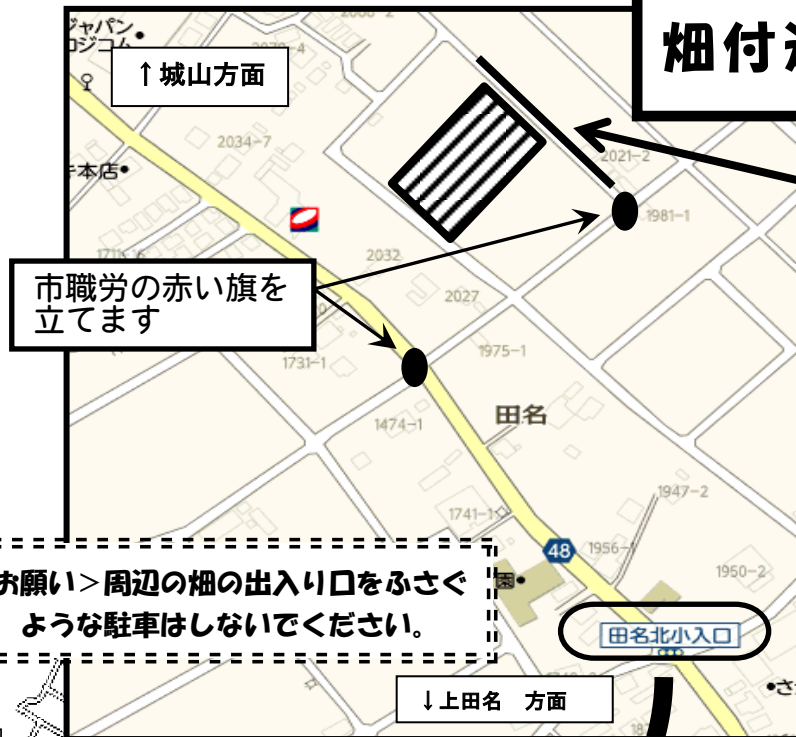 ジャパン
ロジコム
2070-4
↑城山方面
畑付近
2034-7
2021-2
本店
1981-1
2032
市職労の赤い旗を
立てます
2027
1975-1
1731-1
田名
1474-1
1947-2
1741-1
48
1956-1
園
1950-2
お願い＞周辺の畑の出入り口をふさぐ
ような駐車はしないでください。
田名北小入口
↓上田名 方面